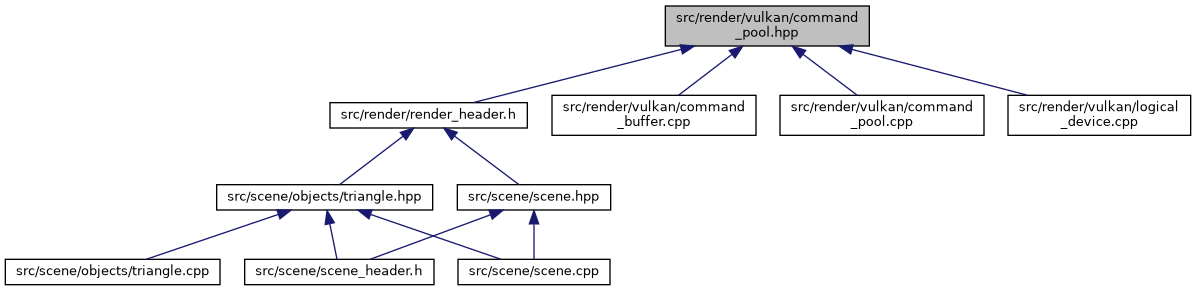 src/render/vulkan/command
_pool.hpp
src/render/render_header.h
src/render/vulkan/command
_buffer.cpp
src/render/vulkan/command
_pool.cpp
src/render/vulkan/logical
_device.cpp
src/scene/objects/triangle.hpp
src/scene/scene.hpp
src/scene/objects/triangle.cpp
src/scene/scene_header.h
src/scene/scene.cpp